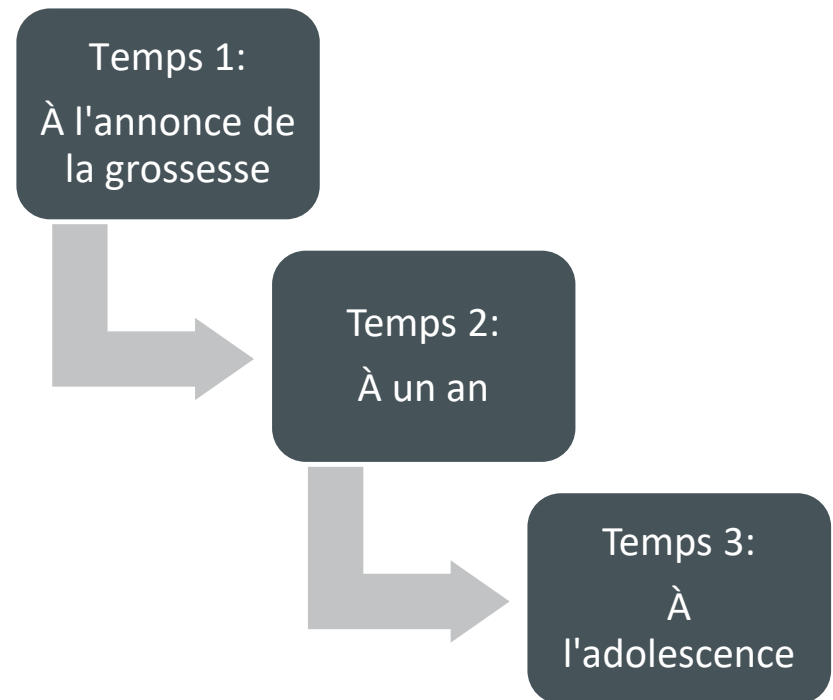 Temps 1:
À l'annonce de
la grossesse
Temps 2:
À un an
Temps 3:
À
l'adolescence